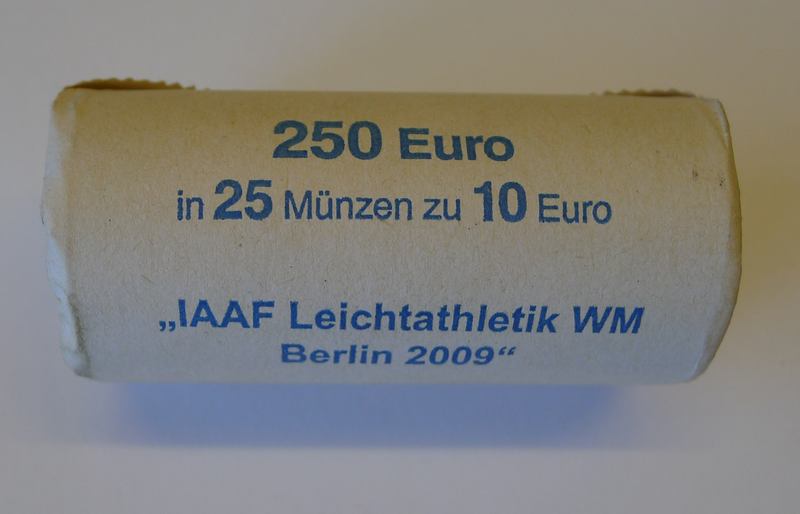 250 Euro
in 25 Münzen zu 10 Euro
„IAAF Leichtathletik WM
Berlin 2009“